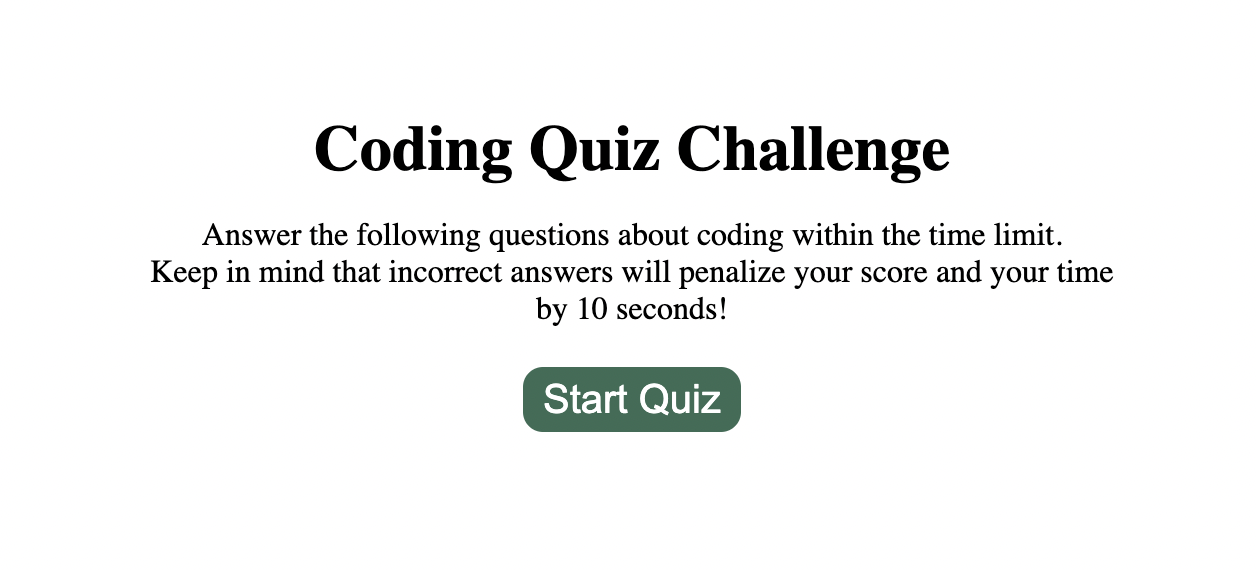 Coding Quiz Challenge
Answer the following questions about coding within the time limit.
Keep in mind that incorrect answers will penalize your score and your time
by 10 seconds!
Start Quiz